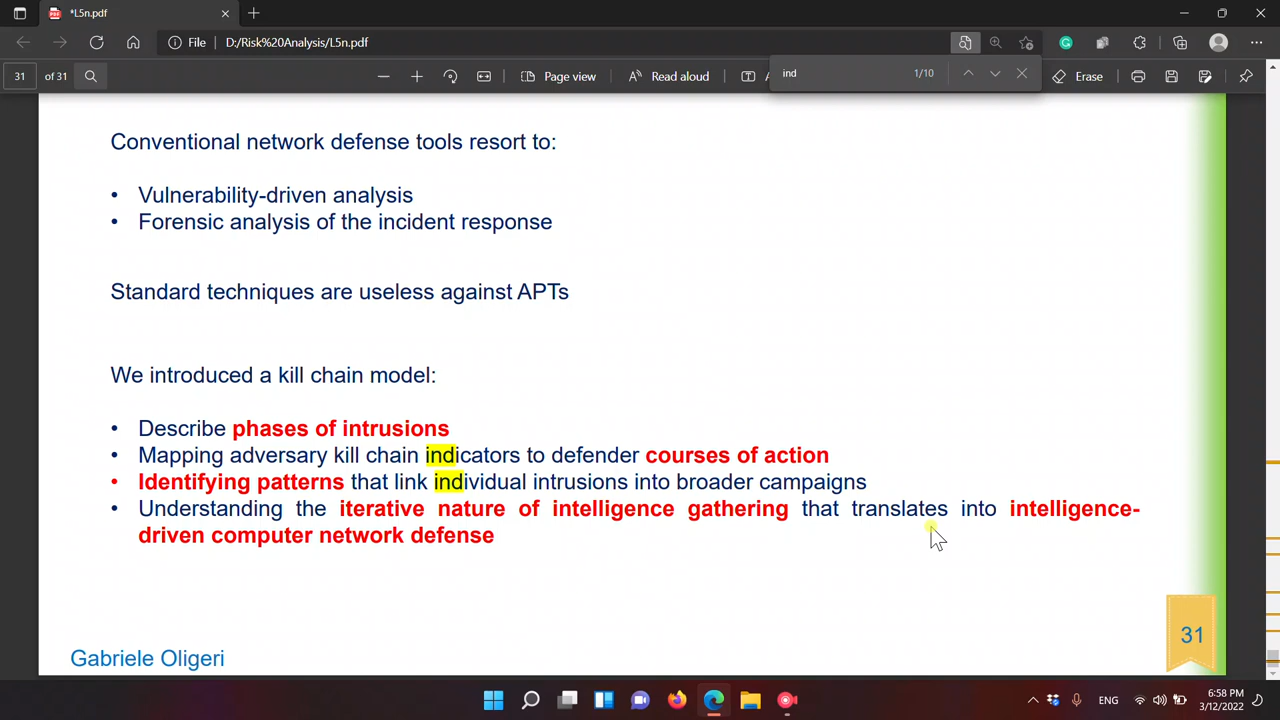 *L5n.pdf
File D:/Risk%20Analysis/L5n.pdf
31 of 31 Page view Read aloud T A ind 1/10 Erase
Conventional network defense tools resort to:
• Vulnerability-driven analysis
• Forensic analysis of the incident response
Standard techniques are useless against APTs
We introduced a kill chain model:
• Describe phases of intrusions
• Mapping adversary kill chain indicators to defender courses of action
• Identifying patterns that link individual intrusions into broader campaigns
• Understanding the iterative nature of intelligence gathering that translates into intelligence-
driven computer network defense
31
Gabriele Oligeri
ENG 6:58 PM
3/12/2022